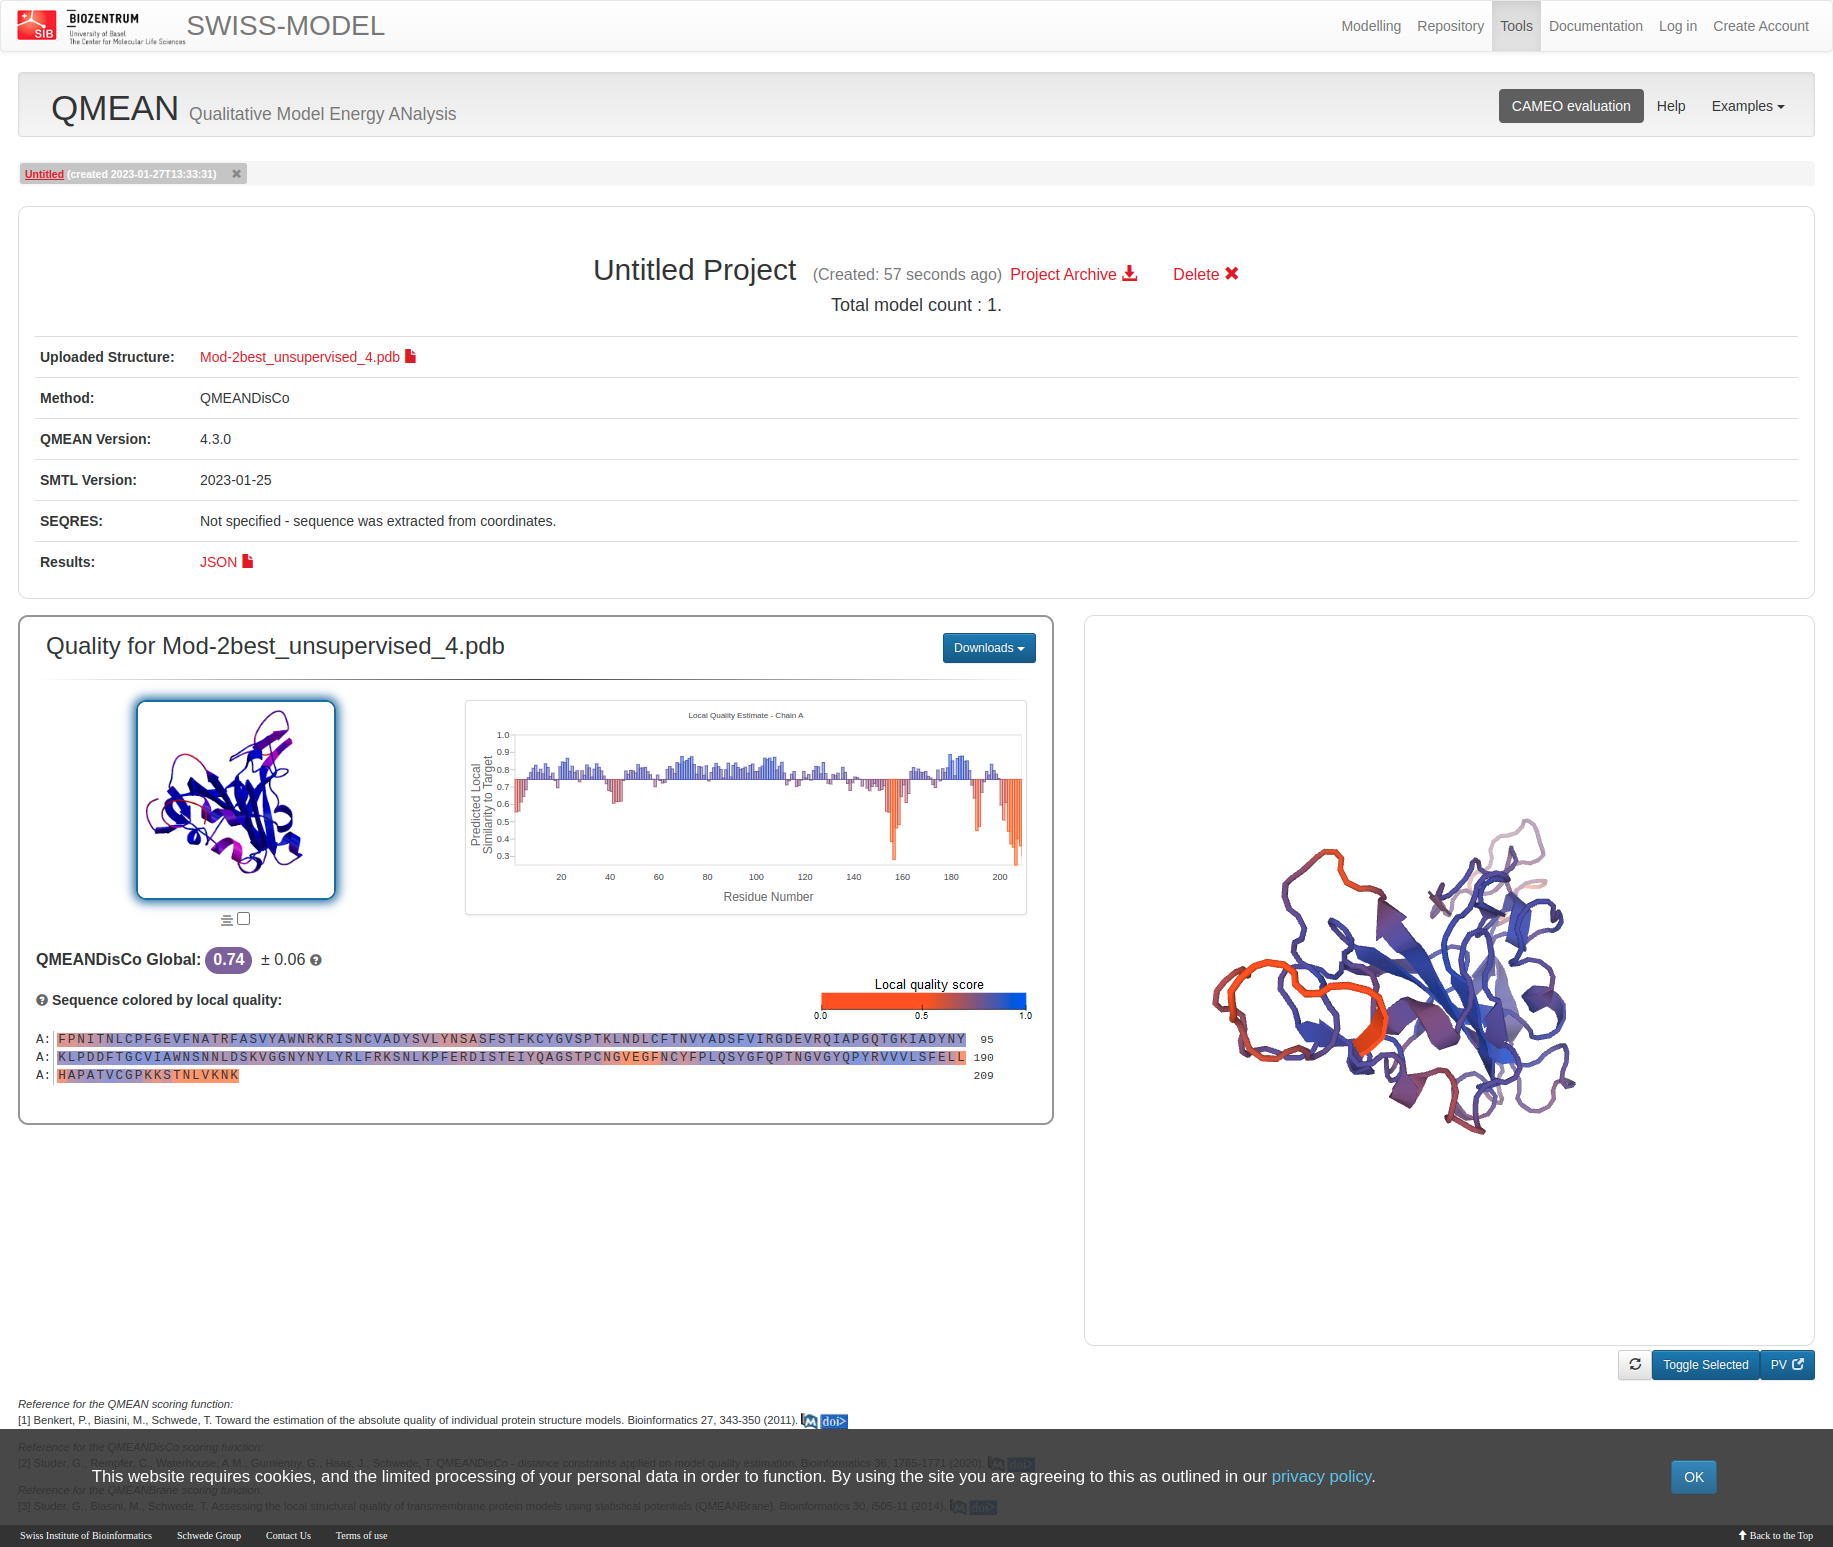 SIB
BIOZENTRUM
University of Basel
The Center for Molecular Life Sciences
SWISS-MODEL
Modelling Repository Tools Documentation Log in Create Account
QMEAN Qualitative Model Energy ANalysis
CAMEO evaluation Help Examples
Untitled (created 2023-01-27T13:33:31)
Untitled Project (Created: 57 seconds ago) Project Archive Delete
Total model count : 1.
Uploaded Structure: Mod-2best_unsupervised_4.pdb
Method: QMEANDisCo
QMEAN Version: 4.3.0
SMTL Version: 2023-01-25
SEQRES: Not specified - sequence was extracted from coordinates.
Results: JSON
Quality for Mod-2best_unsupervised_4.pdb
Downloads
Local Quality Estimate - Chain A
Predicted Local
Similarity to Target
1.0
0.9
0.8
0.7
0.6
0.5
0.4
0.3
20 40 60 80 100 120 140 160 180 200
Residue Number
QMEANDisCo Global: 0.74 ± 0.06
Sequence colored by local quality:
Local quality score
0.0 0.5 1.0
A: FPNITNLCPFGEVFNATRFASVYAWNRKRISNCVADYSVLYNSASFSTFKCYGVSPTKLNDLCFTNVYADSFVIRGDEVRQIAPGQTGKIADYNY 95
A: KLPDDFTGCVIAWNSNNLDSKVGGNYNYLYRLFRKSNLKPFERDISTEIYQAGSTPCNGVEGFNCYFPLQSYGFQPTNGVGYQPYRVVVLSFELL 190
A: HAPATVCGPKKSTNLVKNK 209
Toggle Selected PV
Reference for the QMEAN scoring function:
[1] Benkert, P., Biasini, M., Schwede, T. Toward the estimation of the absolute quality of individual protein structure models. Bioinformatics 27, 343-350 (2011). M doi>
Reference for the QMEANDisCo scoring function:
[2] Studer, G., Rempfer, C., Waterhouse, A.M., Gumienny, G., Haas, J., Schwede, T. QMEANDisCo - distance constraints applied on model quality estimation. Bioinformatics 36, 1765-1771 (2020). M doi>
This website requires cookies, and the limited processing of your personal data in order to function. By using the site you are agreeing to this as outlined in our privacy policy.
OK
Reference for the QMEANBrane scoring function:
[3] Studer, G., Biasini, M., Schwede, T. Assessing the local structural quality of transmembrane protein models using statistical potentials (QMEANBrane). Bioinformatics 30, i505-11 (2014). M doi>
Swiss Institute of Bioinformatics Schwede Group Contact Us Terms of use Back to the Top